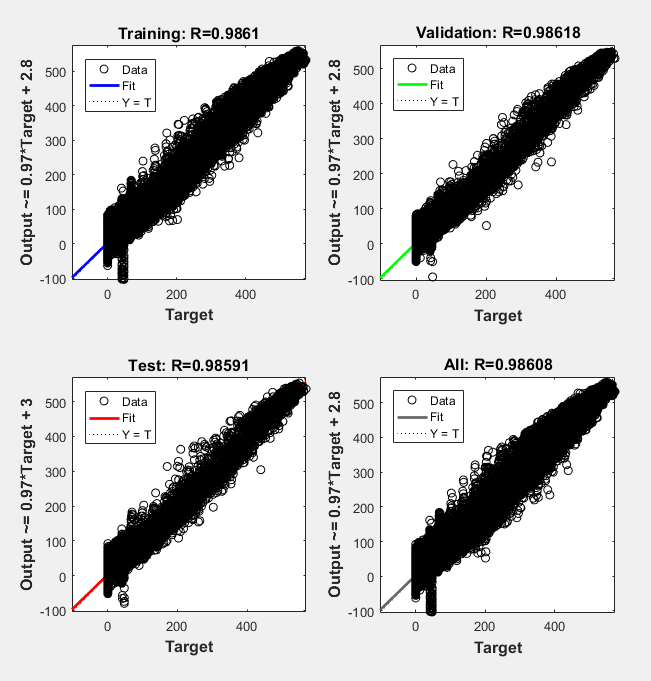 Training: R=0.9861
Output ~= 0.97*Target + 2.8
500
400
300
200
100
0
-100
Data
Fit
Y = T
0
200
400
Target
Validation: R=0.98618
Output ~= 0.97*Target + 2.8
500
400
300
200
100
0
-100
Data
Fit
Y = T
0
200
400
Target
Test: R=0.98591
Output ~= 0.97*Target + 3
500
400
300
200
100
0
-100
Data
Fit
Y = T
0
200
400
Target
All: R=0.98608
Output ~= 0.97*Target + 2.8
500
400
300
200
100
0
-100
Data
Fit
Y = T
0
200
400
Target